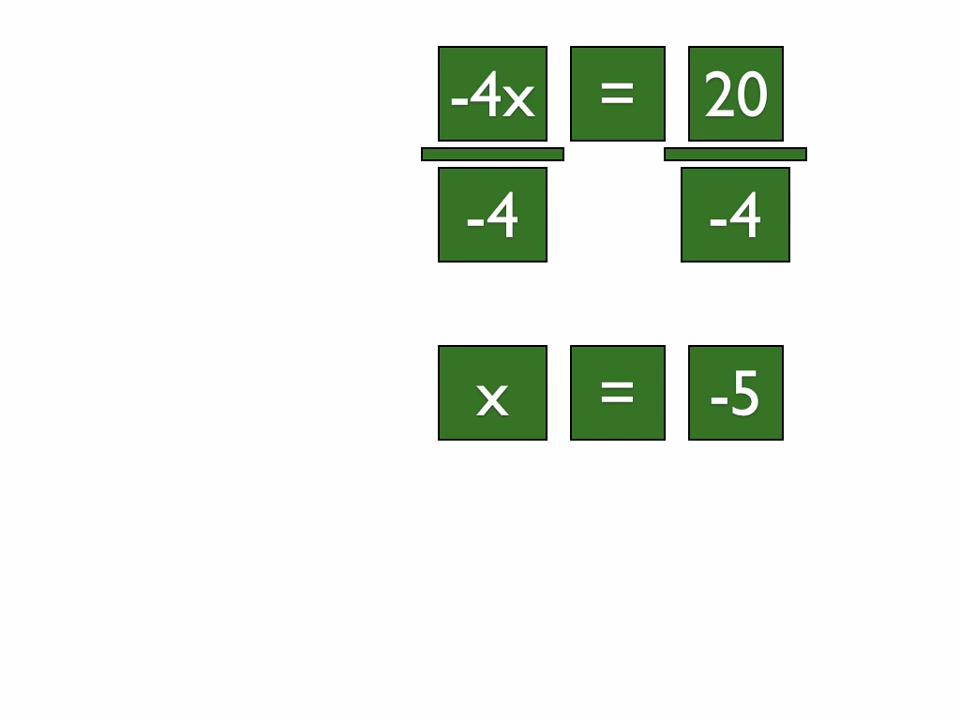 -4x = 20
-4 -4
x = -5